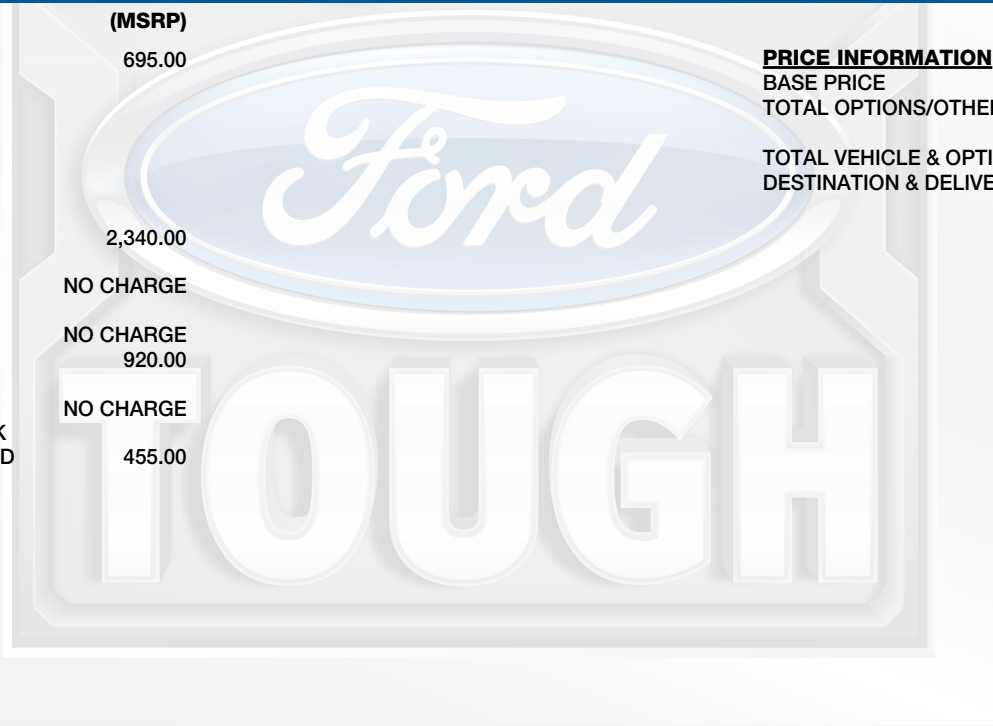 (MSRP)
695.00
2,340.00
NO CHARGE
NO CHARGE
920.00
NO CHARGE
K
D 455.00
PRICE INFORMATION
BASE PRICE
TOTAL OPTIONS/OTHE
TOTAL VEHICLE & OPTI
DESTINATION & DELIVE
Ford
TOUGH